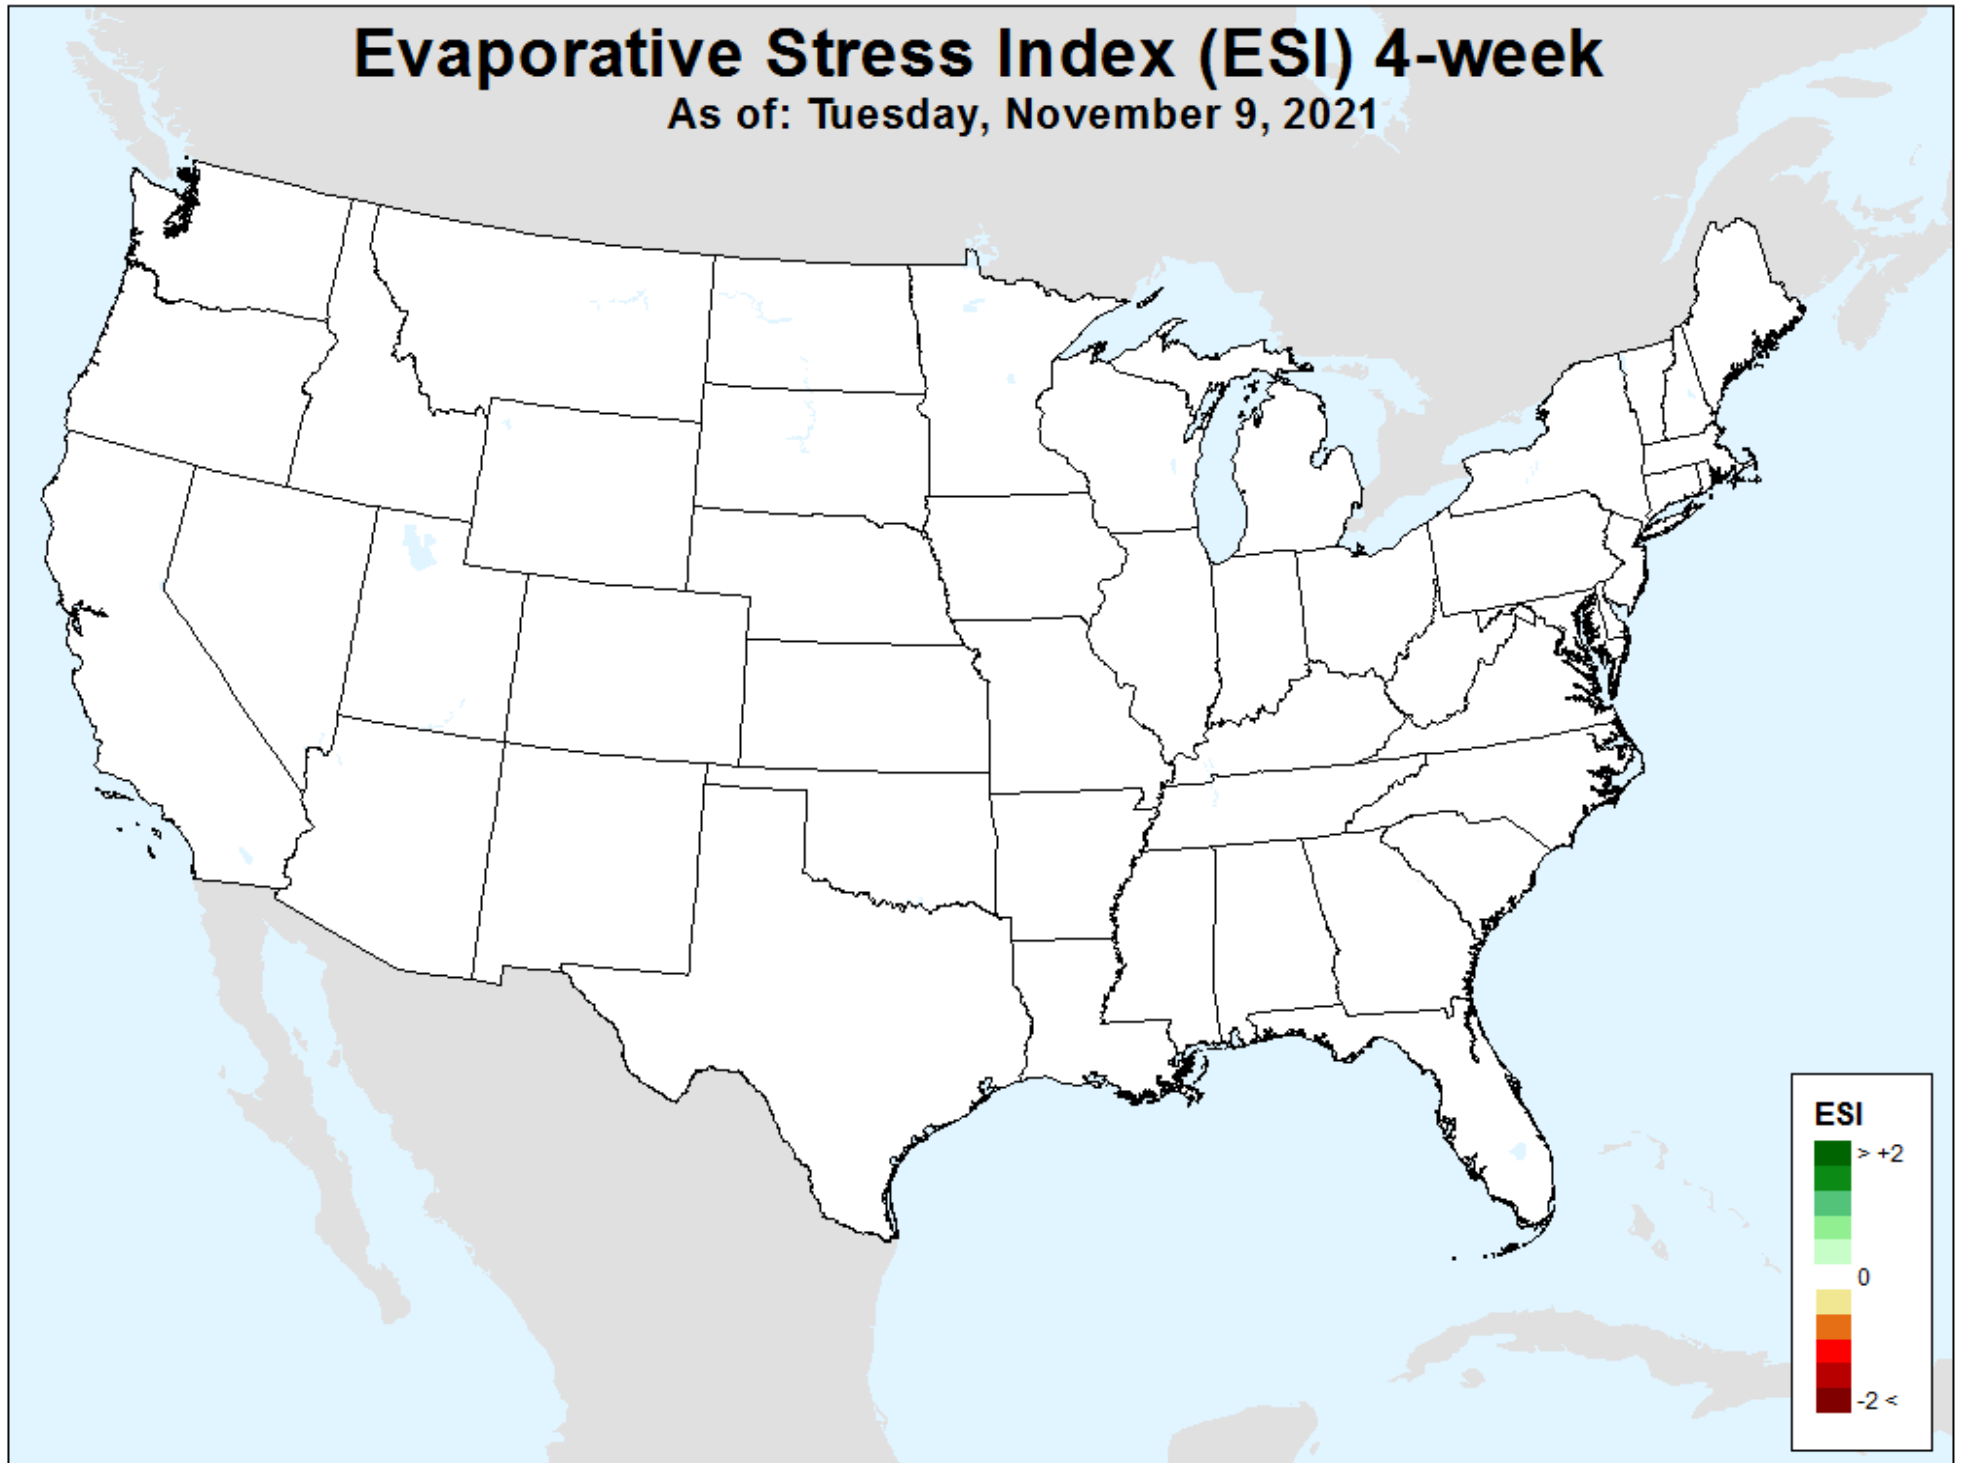 Evaporative Stress Index (ESI) 4-week
As of: Tuesday, November 9, 2021
ESI
> +2
0
-2 <